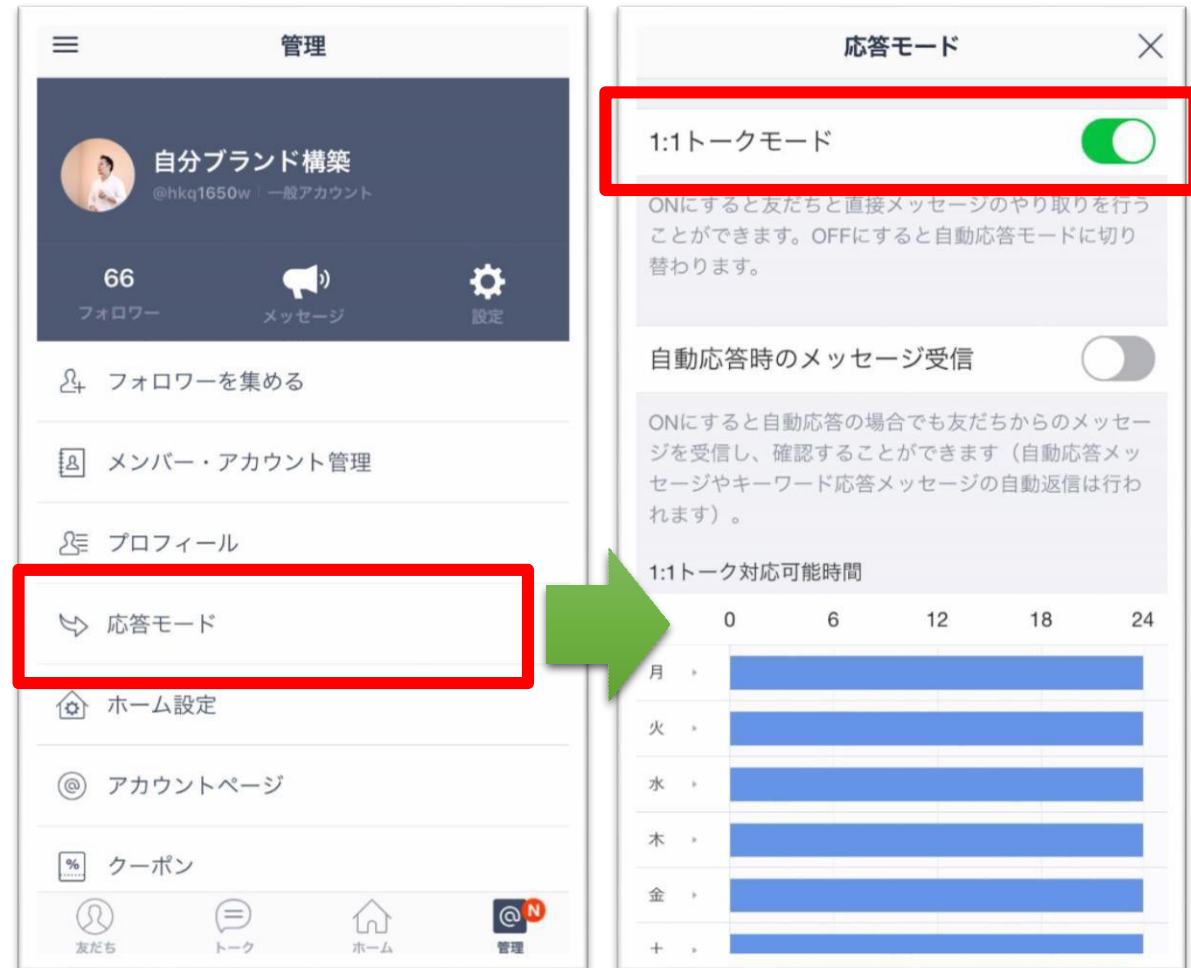 管理
自分ブランド構築
@hkq1650w 一般アカウント
66
フォロワー
メッセージ
設定
フォロワーを集める
メンバー・アカウント管理
プロフィール
応答モード
ホーム設定
@ アカウントページ
% クーポン
友だち
トーク
ホーム
@ N
管理
応答モード
1:1トークモード
ONにすると友だちと直接メッセージのやり取りを行う
ことができます。OFFにすると自動応答モードに切り
替わります。
自動応答時のメッセージ受信
ONにすると自動応答の場合でも友だちからのメッセー
ジを受信し、確認することができます（自動応答メッ
セージやキーワード応答メッセージの自動返信は行わ
れます）。
1:1トーク対応可能時間
0 6 12 18 24
月
火
水
木
金
土